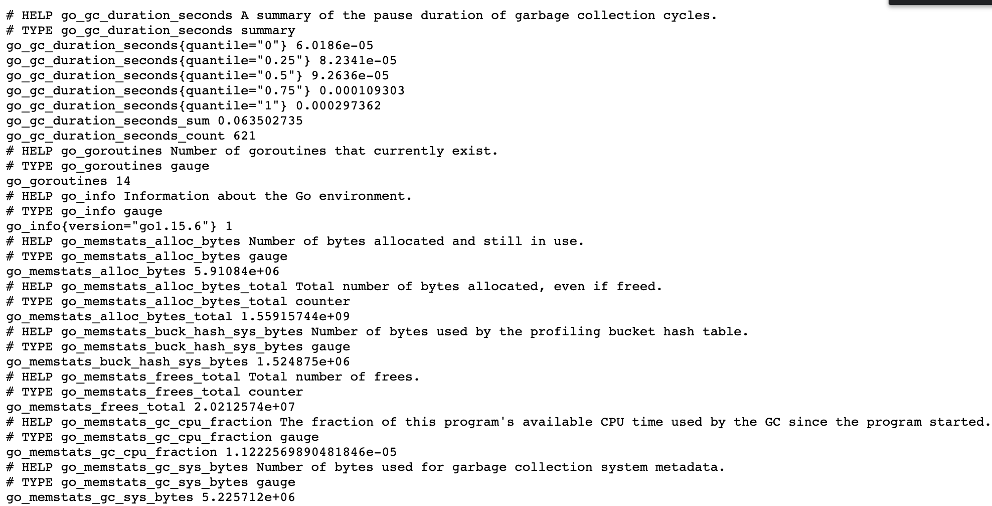 # HELP go_gc_duration_seconds A summary of the pause duration of garbage collection cycles.
# TYPE go_gc_duration_seconds summary
go_gc_duration_seconds{quantile="0"} 6.0186e-05
go_gc_duration_seconds{quantile="0.25"} 8.2341e-05
go_gc_duration_seconds{quantile="0.5"} 9.2636e-05
go_gc_duration_seconds{quantile="0.75"} 0.000109303
go_gc_duration_seconds{quantile="1"} 0.000297362
go_gc_duration_seconds_sum 0.063502735
go_gc_duration_seconds_count 621
# HELP go_goroutines Number of goroutines that currently exist.
# TYPE go_goroutines gauge
go_goroutines 14
# HELP go_info Information about the Go environment.
# TYPE go_info gauge
go_info{version="go1.15.6"} 1
# HELP go_memstats_alloc_bytes Number of bytes allocated and still in use.
# TYPE go_memstats_alloc_bytes gauge
go_memstats_alloc_bytes 5.91084e+06
# HELP go_memstats_alloc_bytes_total Total number of bytes allocated, even if freed.
# TYPE go_memstats_alloc_bytes_total counter
go_memstats_alloc_bytes_total 1.55915744e+09
# HELP go_memstats_buck_hash_sys_bytes Number of bytes used by the profiling bucket hash table.
# TYPE go_memstats_buck_hash_sys_bytes gauge
go_memstats_buck_hash_sys_bytes 1.524875e+06
# HELP go_memstats_frees_total Total number of frees.
# TYPE go_memstats_frees_total counter
go_memstats_frees_total 2.0212574e+07
# HELP go_memstats_gc_cpu_fraction The fraction of this program's available CPU time used by the GC since the program started.
# TYPE go_memstats_gc_cpu_fraction gauge
go_memstats_gc_cpu_fraction 1.1222569890481846e-05
# HELP go_memstats_gc_sys_bytes Number of bytes used for garbage collection system metadata.
# TYPE go_memstats_gc_sys_bytes gauge
go_memstats_gc_sys_bytes 5.225712e+06